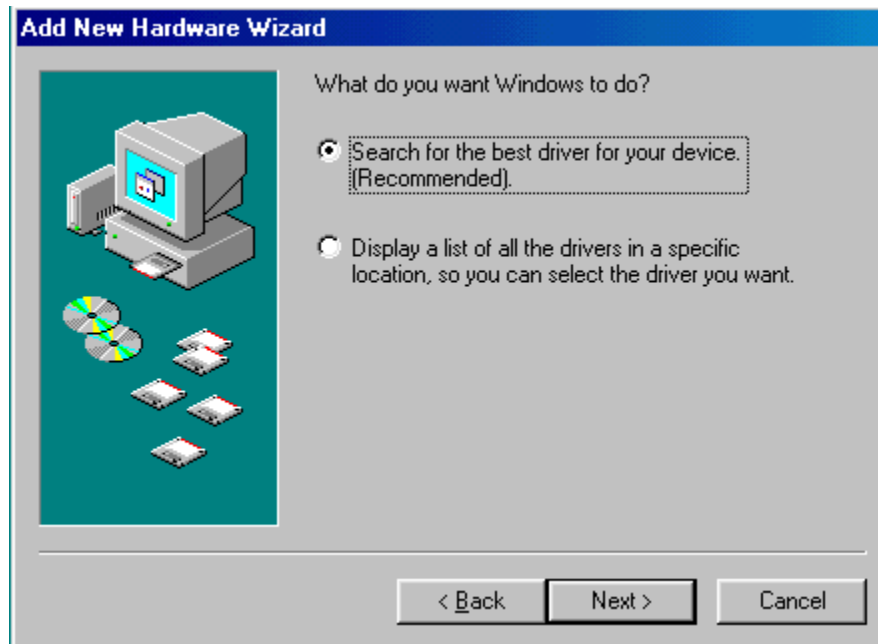 Add New Hardware Wizard
What do you want Windows to do?
Search for the best driver for your device.
(Recommended).
Display a list of all the drivers in a specific
location, so you can select the driver you want.
< Back
Next >
Cancel